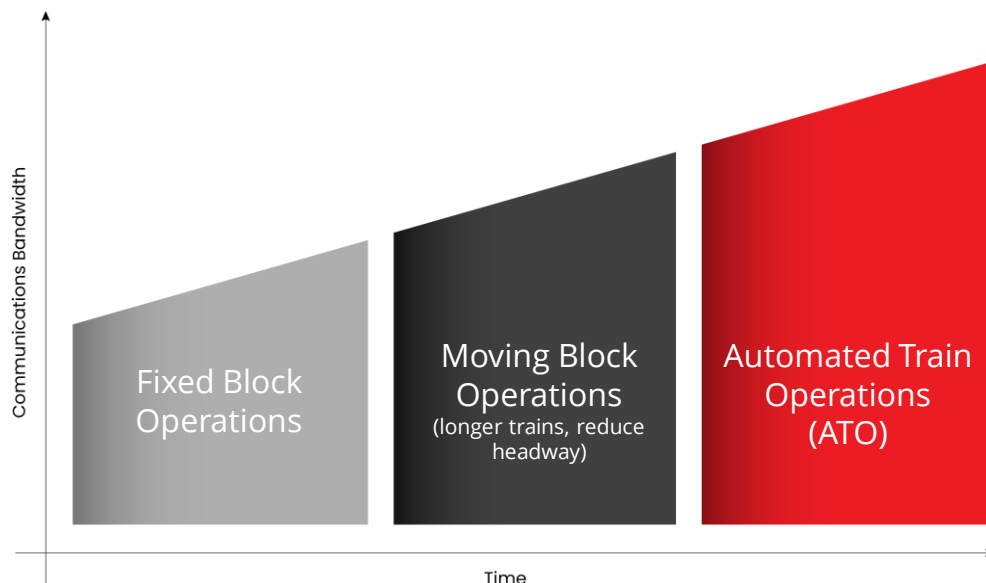 Communications Bandwidth
Fixed Block
Operations
Moving Block
Operations
(longer trains, reduce
headway)
Automated Train
Operations
(ATO)
Time